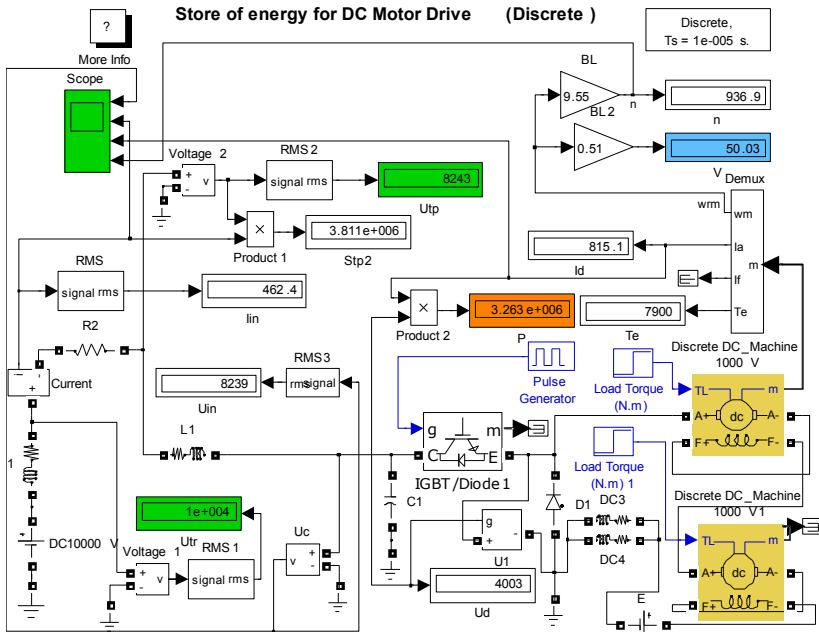 Store of energy for DC Motor Drive (Discrete )
?
More Info
Discrete,
Ts = 1e-005 s.
Scope
BL
9.55
n
936 .9
n
BL2
0.51
50.03
V
Demux
Voltage 2
+
-
v
RMS2
signal rms
8243
Utp
wrm
wm
Ia
If
Te
m
×
Product 1
3.811e+006
Stp2
815 .1
Id
RMS
signal rms
462 .4
Iin
×
Product 2
3.263 e+006
P
7900
Te
R2
Current
-
+
8239
Uin
RMS3
rms
signal
Pulse
Generator
Load Torque
(N.m)
Discrete DC_Machine
1000 V
TL
m
A+
dc
A-
F+
F-
L1
g
m
C
E
IGBT /Diode 1
C1
1
Load Torque
(N.m) 1
D1
DC3
DC4
Discrete DC_Machine
1000 V1
TL
m
A+
dc
A-
F+
F-
1e+004
Utr
DC10000 V
Voltage 1
+
-
v
RMS 1
signal rms
Uc
v
+
-
g
+
-
U1
4003
Ud
E